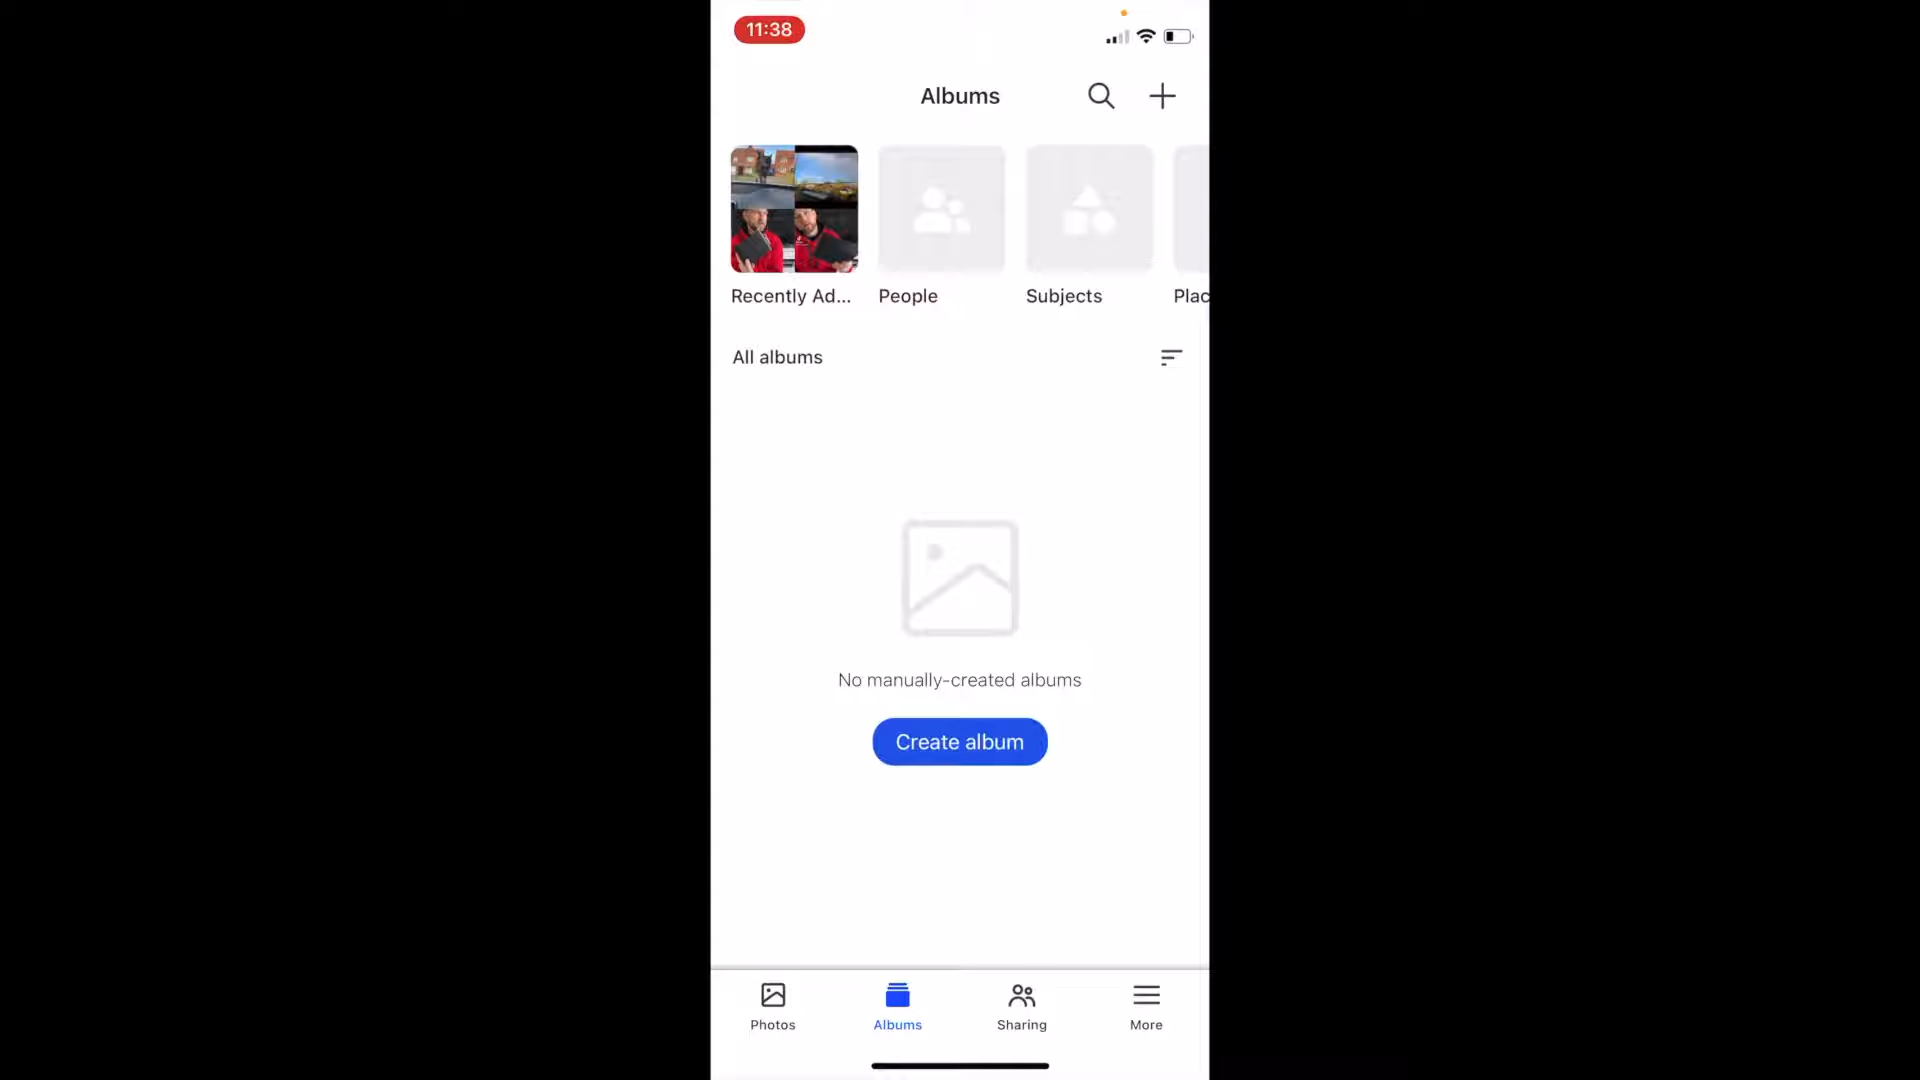 11:38
Albums
Recently Ad...
People
Subjects
Plac
All albums
No manually-created albums
Create album
Photos
Albums
Sharing
More